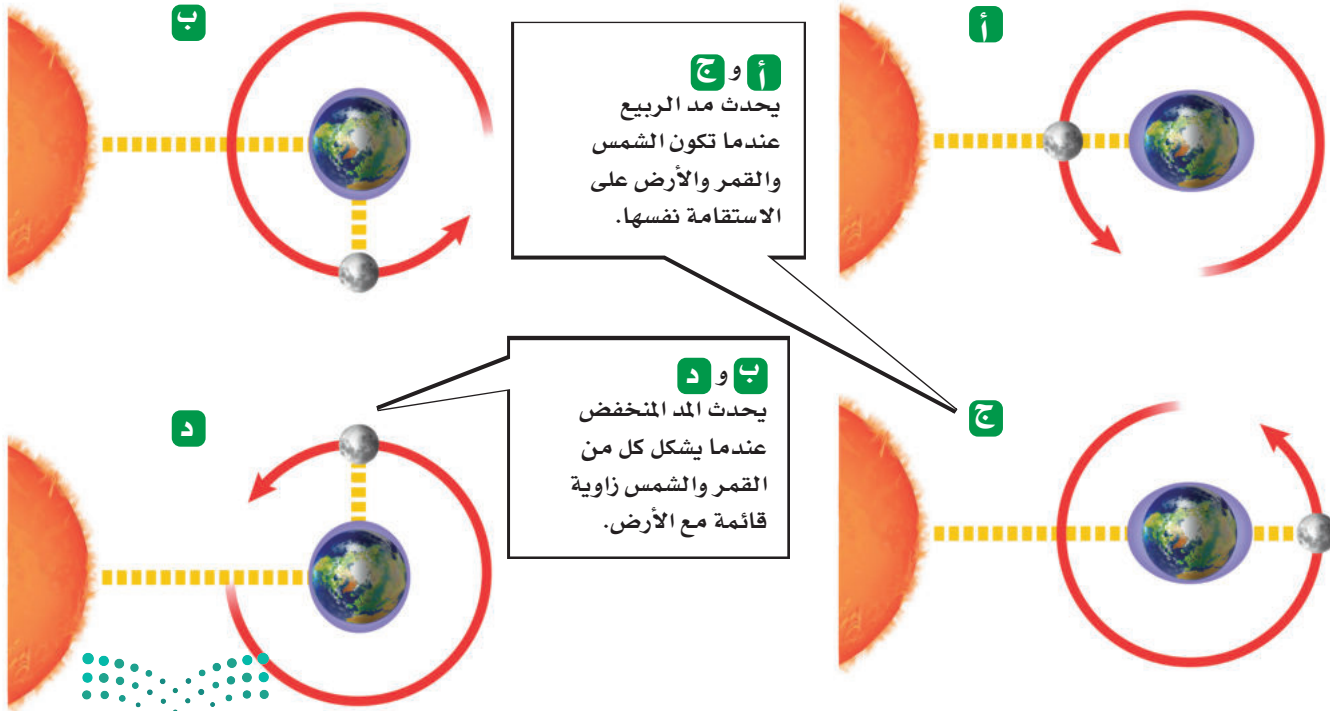 أ
ب
أ و ج
يحدث مد الربيع
عندما تكون الشمس
والقمر والأرض على
الاستقامة نفسها.
ب و د
يحدث المد المنخفض
عندما يشكل كل من
القمر والشمس زاوية
قائمة مع الأرض.
ج
د